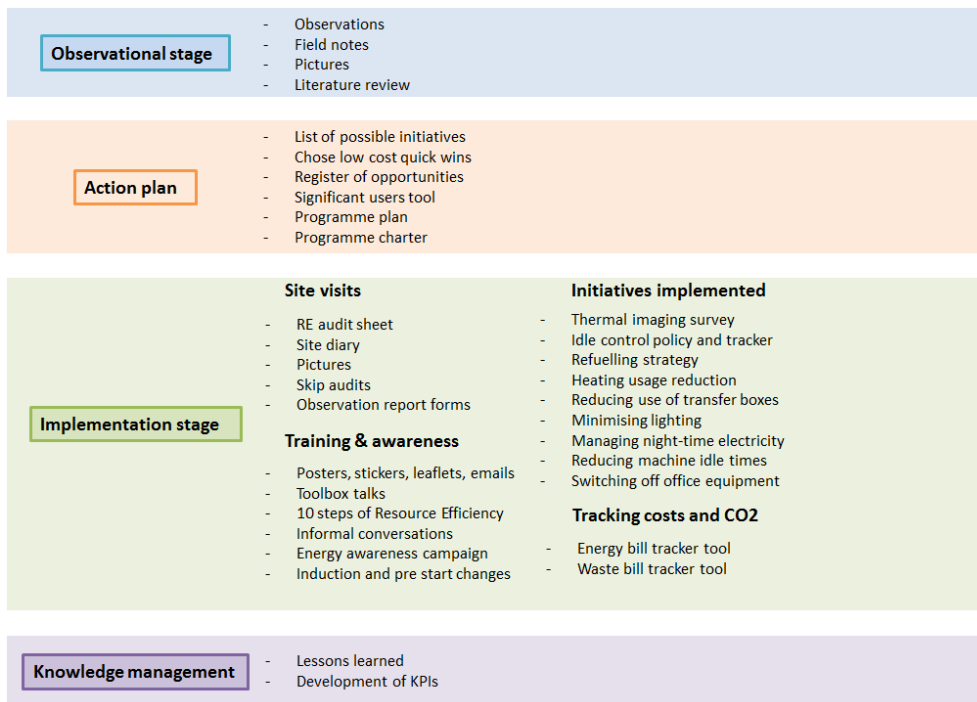 Observational stage
- Observations
- Field notes
- Pictures
- Literature review
Action plan
- List of possible initiatives
- Chose low cost quick wins
- Register of opportunities
- Significant users tool
- Programme plan
- Programme charter
Implementation stage
Site visits
- RE audit sheet
- Site diary
- Pictures
- Skip audits
- Observation report forms
Training & awareness
- Posters, stickers, leaflets, emails
- Toolbox talks
- 10 steps of Resource Efficiency
- Informal conversations
- Energy awareness campaign
- Induction and pre start changes
Initiatives implemented
- Thermal imaging survey
- Idle control policy and tracker
- Refuelling strategy
- Heating usage reduction
- Reducing use of transfer boxes
- Minimising lighting
- Managing night-time electricity
- Reducing machine idle times
- Switching off office equipment
Tracking costs and CO2
- Energy bill tracker tool
- Waste bill tracker tool
Knowledge management
- Lessons learned
- Development of KPIs